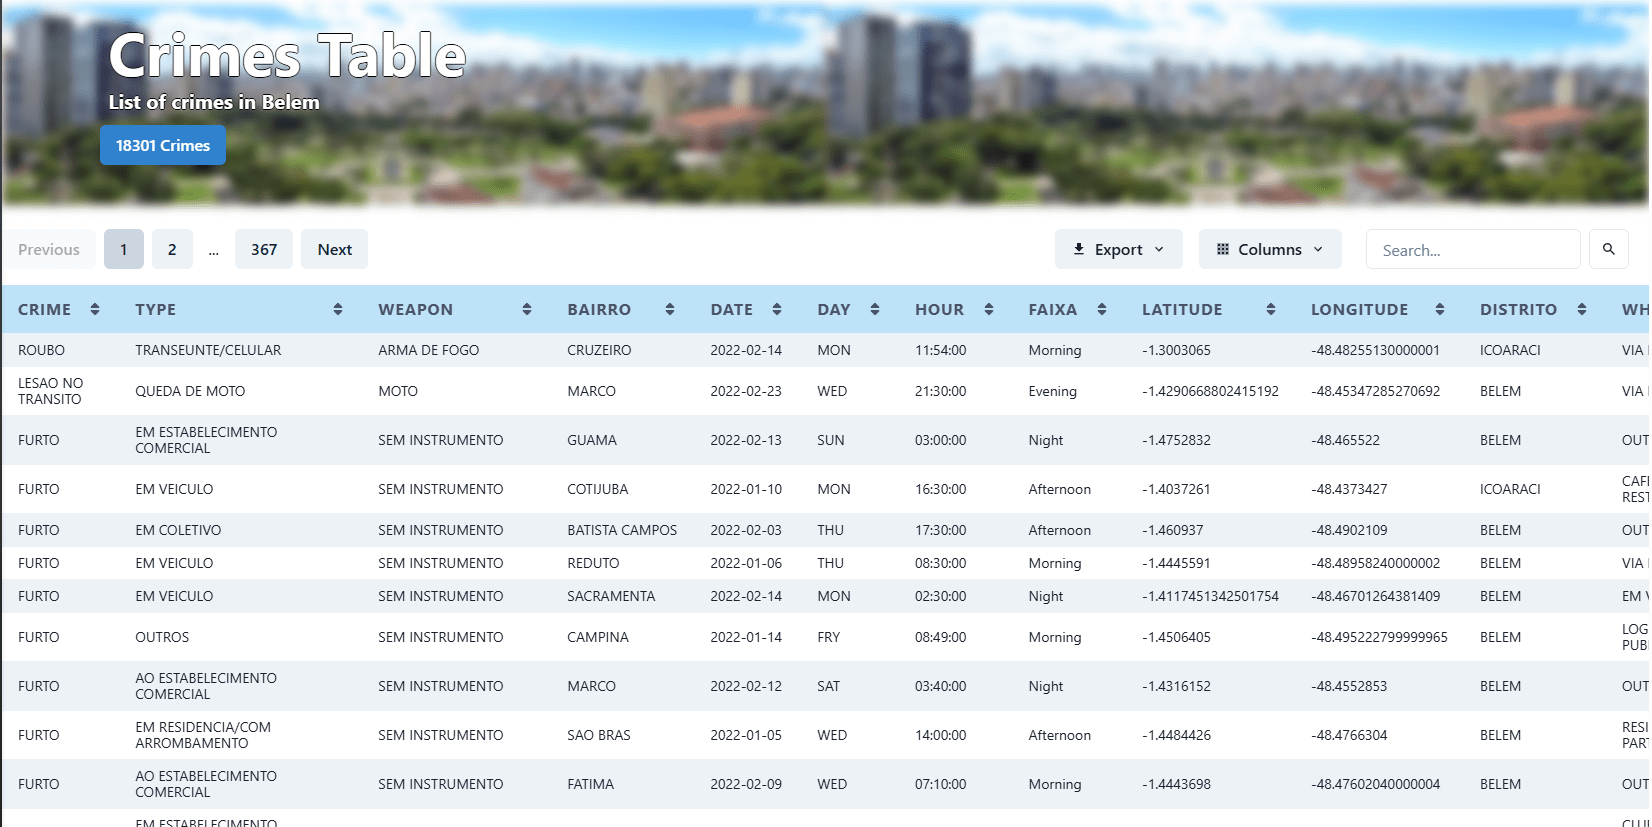 Crimes Table
List of crimes in Belem
18301 Crimes
Previous 1 2 ... 367 Next Export Columns Search...
CRIME TYPE WEAPON BAIRRO DATE DAY HOUR FAIXA LATITUDE LONGITUDE DISTRITO WH
ROUBO TRANSEUNTE/CELULAR ARMA DE FOGO CRUZEIRO 2022-02-14 MON 11:54:00 Morning -1.3003065 -48.48255130000001 ICOARACI VIA
LESAO NO
TRANSITO QUEDA DE MOTO MOTO MARCO 2022-02-23 WED 21:30:00 Evening -1.4290668802415192 -48.45347285270692 BELEM VIA
FURTO EM ESTABELECIMENTO
COMERCIAL SEM INSTRUMENTO GUAMA 2022-02-13 SUN 03:00:00 Night -1.4752832 -48.465522 BELEM OUT
FURTO EM VEICULO SEM INSTRUMENTO COTIJUBA 2022-01-10 MON 16:30:00 Afternoon -1.4037261 -48.4373427 ICOARACI CAF
REST
FURTO EM COLETIVO SEM INSTRUMENTO BATISTA CAMPOS 2022-02-03 THU 17:30:00 Afternoon -1.460937 -48.4902109 BELEM OUT
FURTO EM VEICULO SEM INSTRUMENTO REDUTO 2022-01-06 THU 08:30:00 Morning -1.4445591 -48.48958240000002 BELEM VIA
FURTO EM VEICULO SEM INSTRUMENTO SACRAMENTA 2022-02-14 MON 02:30:00 Night -1.4117451342501754 -48.46701264381409 BELEM EM
FURTO OUTROS SEM INSTRUMENTO CAMPINA 2022-01-14 FRY 08:49:00 Morning -1.4506405 -48.495222799999965 BELEM LOG
PUB
FURTO AO ESTABELECIMENTO
COMERCIAL SEM INSTRUMENTO MARCO 2022-02-12 SAT 03:40:00 Night -1.4316152 -48.4552853 BELEM OUT
FURTO EM RESIDENCIA/COM
ARROMBAMENTO SEM INSTRUMENTO SAO BRAS 2022-01-05 WED 14:00:00 Afternoon -1.4484426 -48.4766304 BELEM RESI
PART
FURTO AO ESTABELECIMENTO
COMERCIAL SEM INSTRUMENTO FATIMA 2022-02-09 WED 07:10:00 Morning -1.4443698 -48.47602040000004 BELEM OUT
EM ESTABELECIMENTO